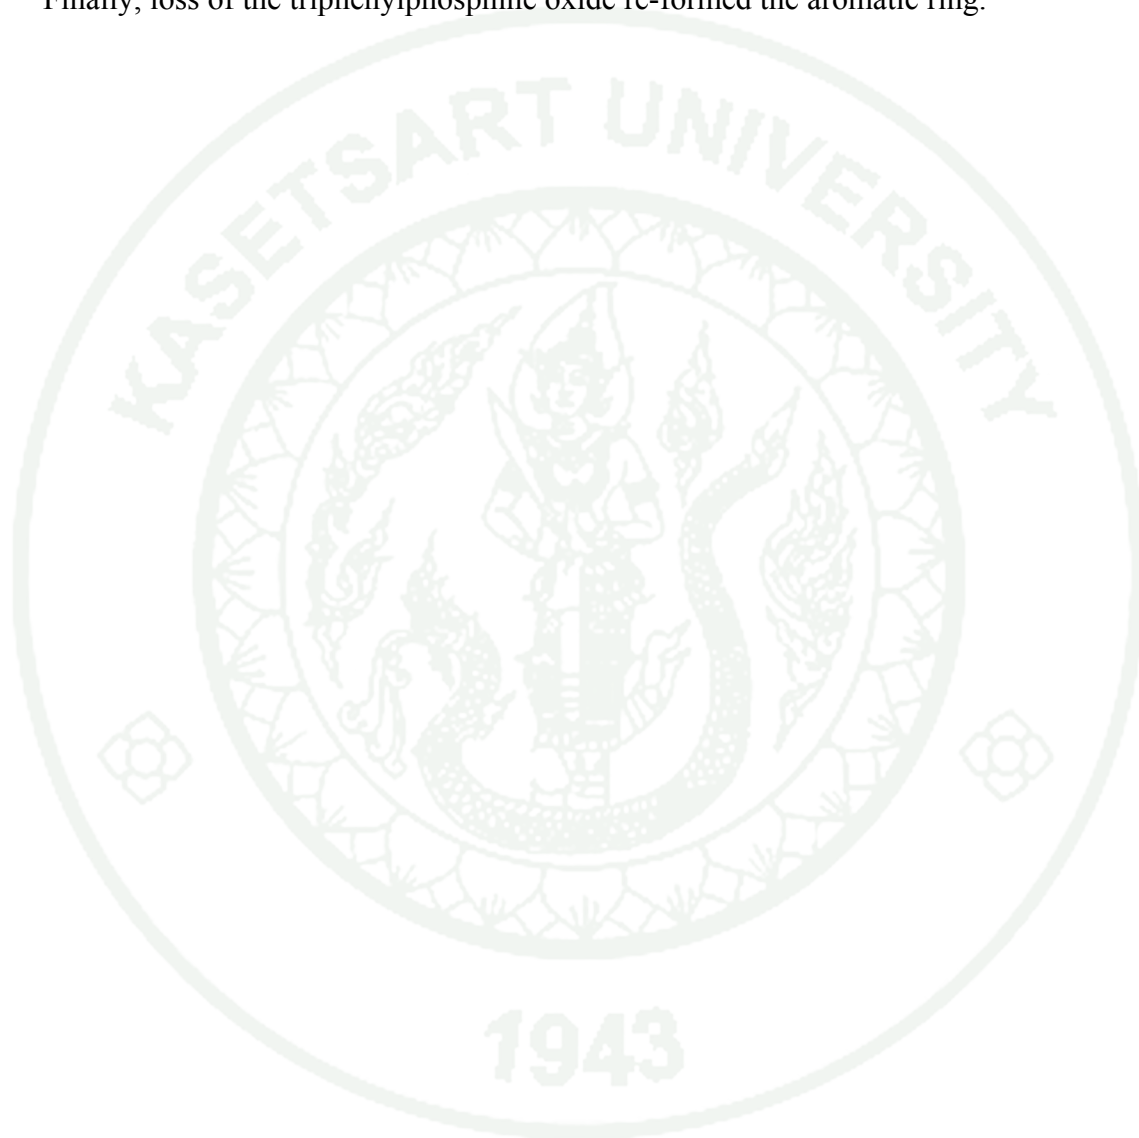 Finally, loss of the triphenylphosphine oxide re-formed the aromatic ring.
KASETSART UNIVERSITY
1943